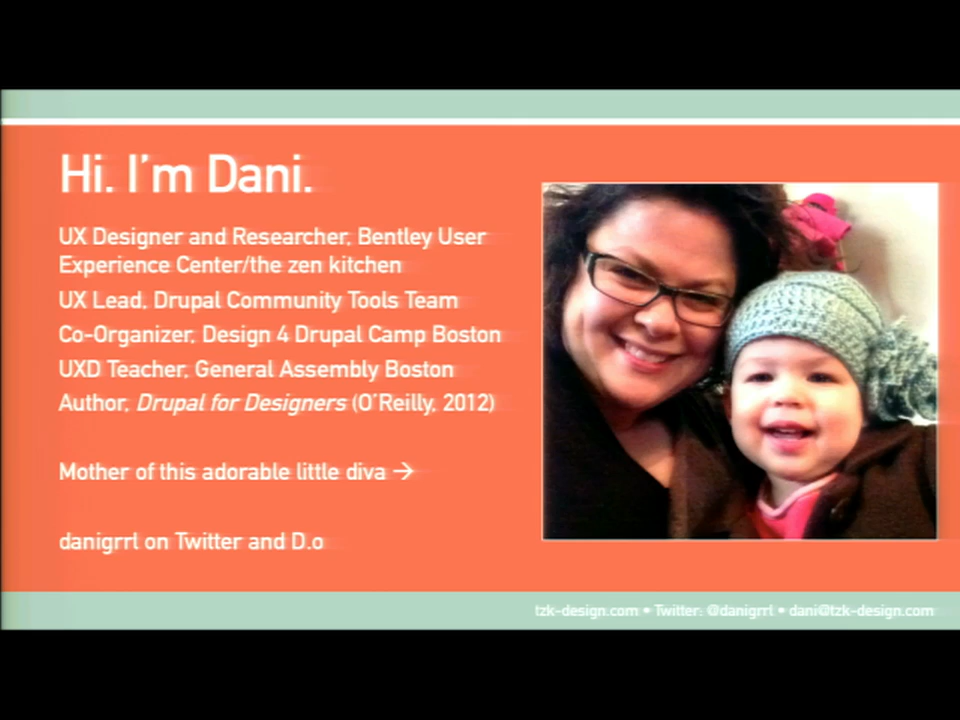 Hi. I'm Dani.
UX Designer and Researcher, Bentley User
Experience Center/the zen kitchen
UX Lead, Drupal Community Tools Team
Co-Organizer, Design 4 Drupal Camp Boston
UXD Teacher, General Assembly Boston
Author, Drupal for Designers (O'Reilly, 2012)
Mother of this adorable little diva →
danigrrl on Twitter and D.o
tzk-design.com • Twitter: @danigrrl • dani@tzk-design.com